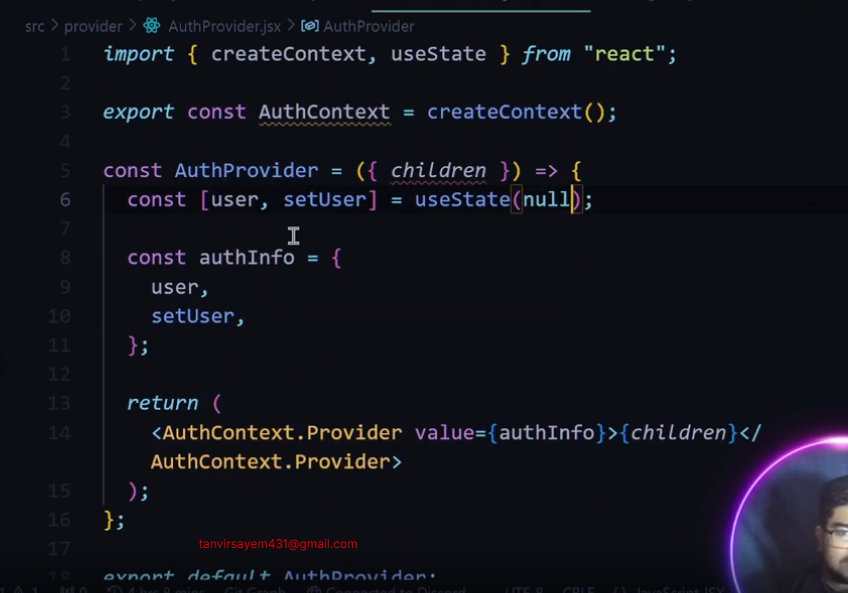 src > provider > AuthProvider.jsx > AuthProvider
1 import { createContext, useState } from "react";
2
3 export const AuthContext = createContext();
4
5 const AuthProvider = ({ children }) => {
6 const [user, setUser] = useState(null);
7
8 const authInfo = {
9 user,
10 setUser,
11 };
12
13 return (
14 <AuthContext.Provider value={authInfo}>{children}</
AuthContext.Provider>
15 );
16 };
17
tanvirsayem431@gmail.com
18 export default AuthProvider;